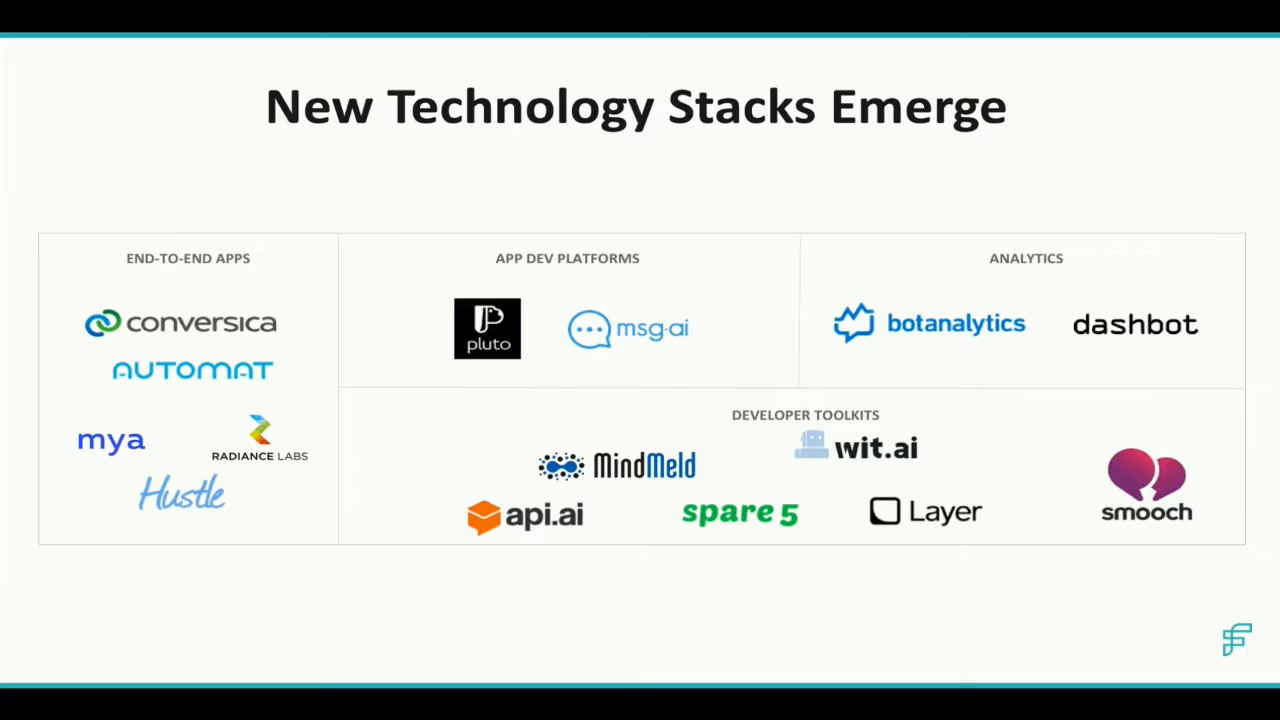 New Technology Stacks Emerge
END-TO-END APPS
conversica
AUTOMAT
mya
RADIANCE LABS
Hustle
APP DEV PLATFORMS
pluto
msg·ai
ANALYTICS
botanalytics
dashbot
DEVELOPER TOOLKITS
MindMeld
wit.ai
api.ai
spare 5
Layer
smooch